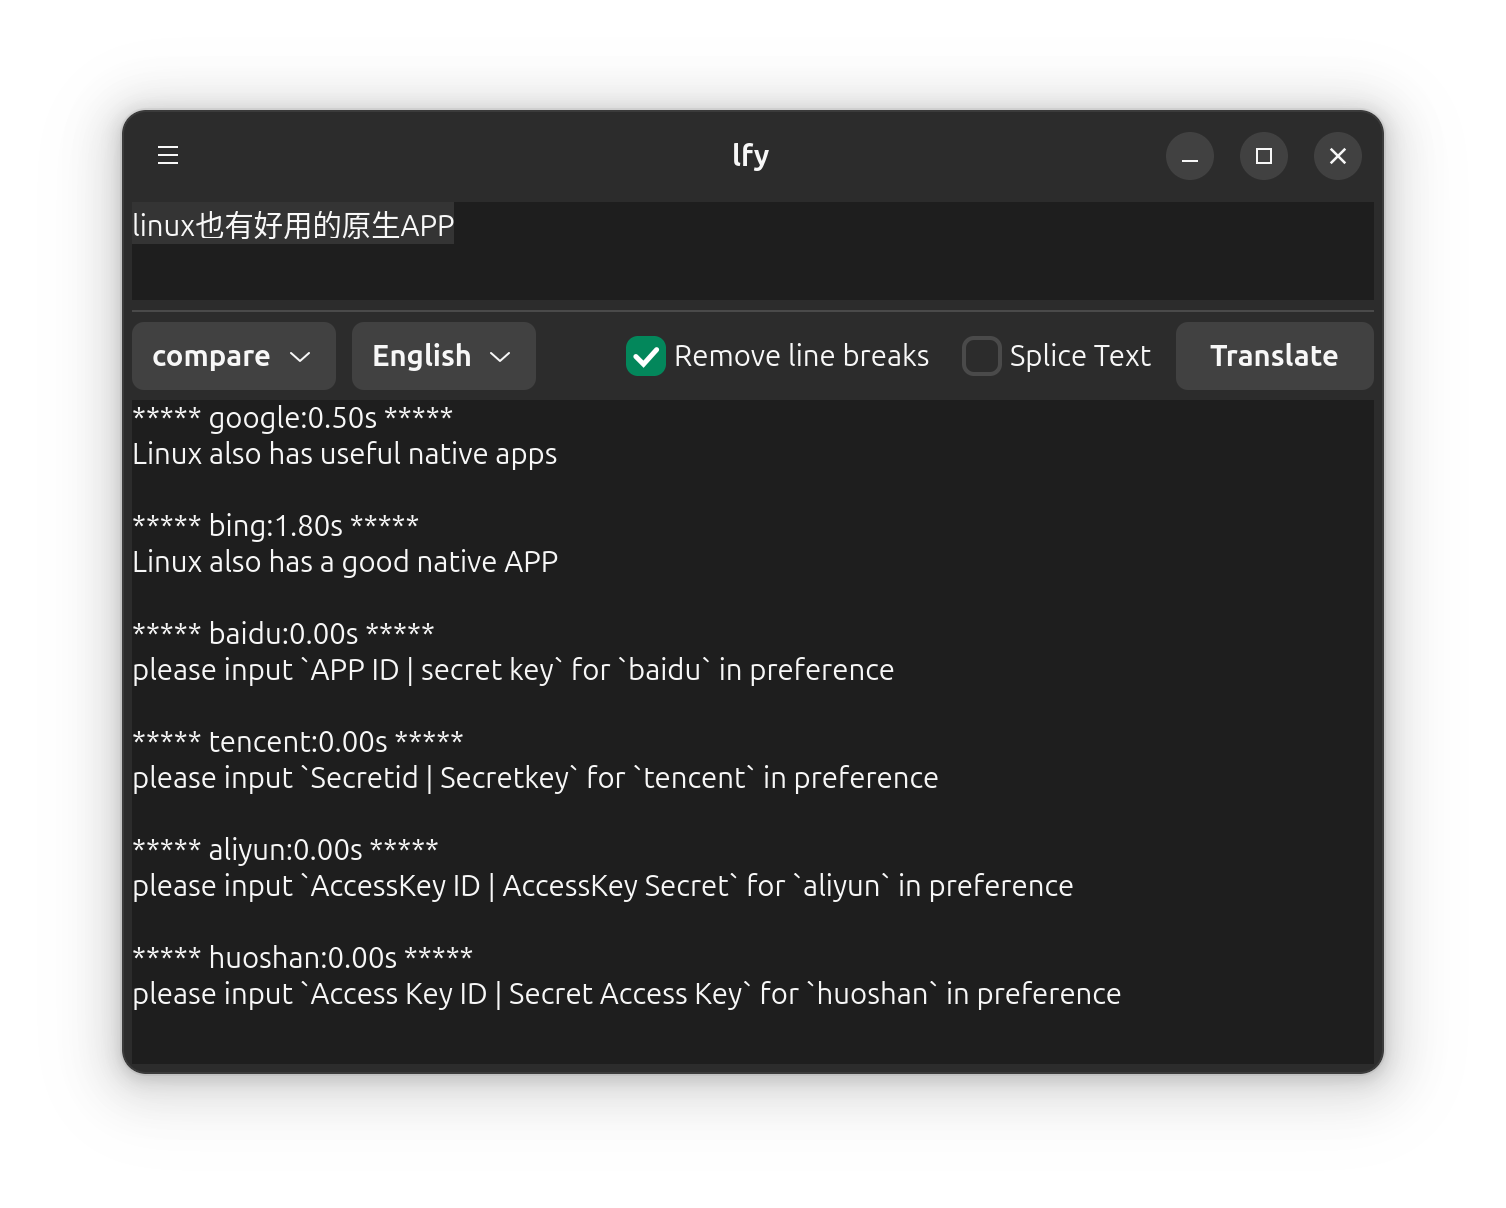 lfy
linux也有好用的原生APP
compare English Remove line breaks Splice Text Translate
***** google:0.50s *****
Linux also has useful native apps
***** bing:1.80s *****
Linux also has a good native APP
***** baidu:0.00s *****
please input `APP ID | secret key` for `baidu` in preference
***** tencent:0.00s *****
please input `Secretid | Secretkey` for `tencent` in preference
***** aliyun:0.00s *****
please input `AccessKey ID | AccessKey Secret` for `aliyun` in preference
***** huoshan:0.00s *****
please input `Access Key ID | Secret Access Key` for `huoshan` in preference